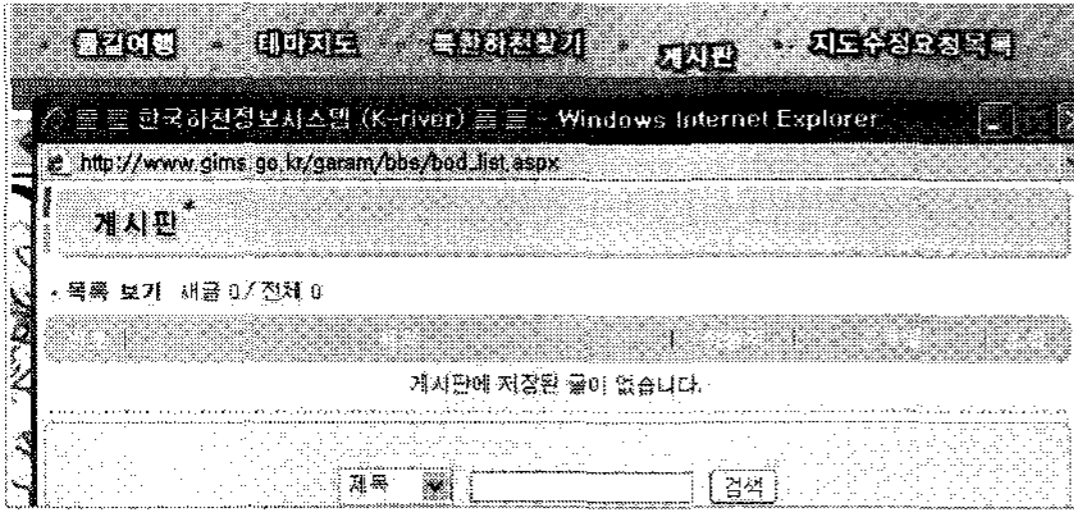 물길여행 테마지도 북한하천찾기 게시판 지도수정요청목록
한국하천정보시스템 (K-river) - Windows Internet Explorer
http://www.gims.go.kr/garam/bbs/bod_list.aspx
게시판
목록 보기 새글 0/전체 0
게시판에 저장된 글이 없습니다.
제목 검색